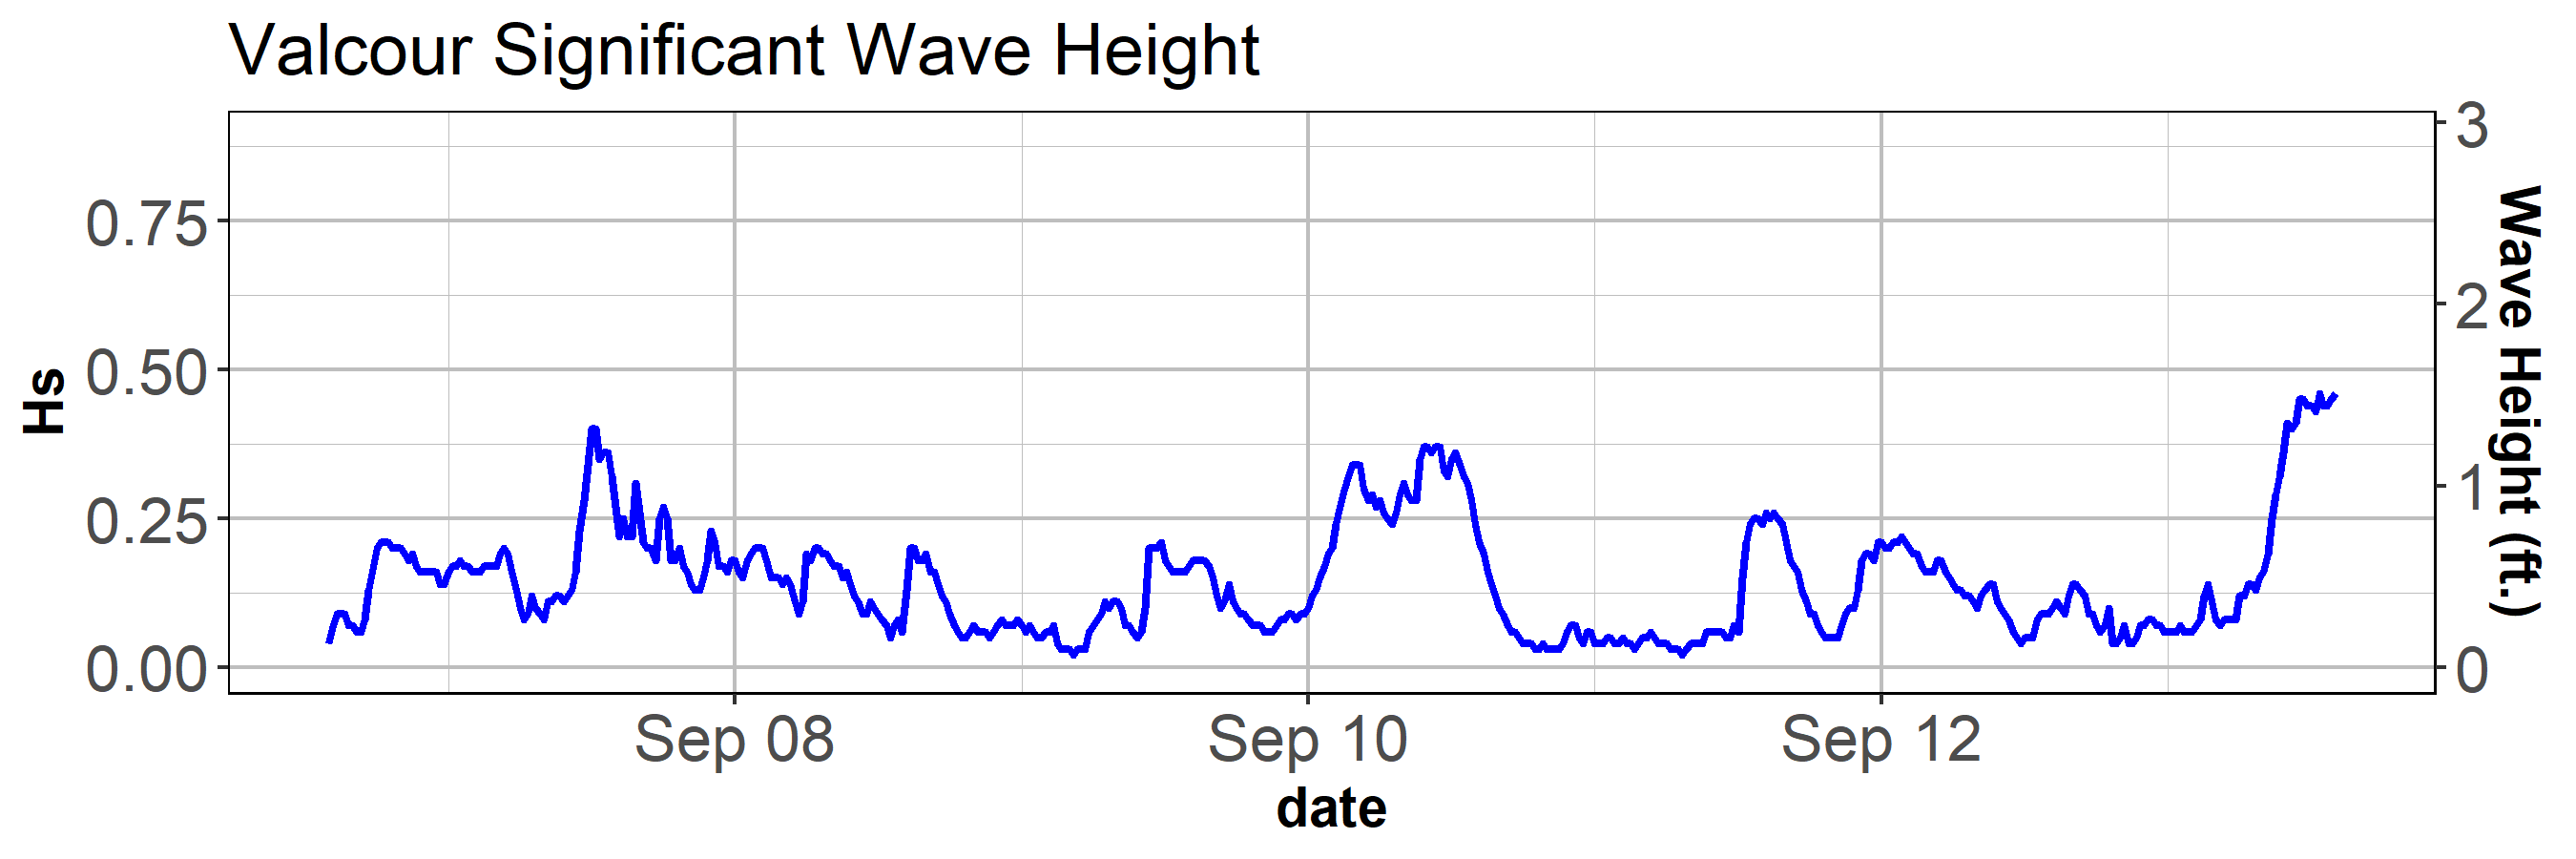 Valcour Significant Wave Height
Hs
0.75
0.50
0.25
0.00
3
2
1
0
Wave Height (ft.)
Sep 08
Sep 10
Sep 12
date